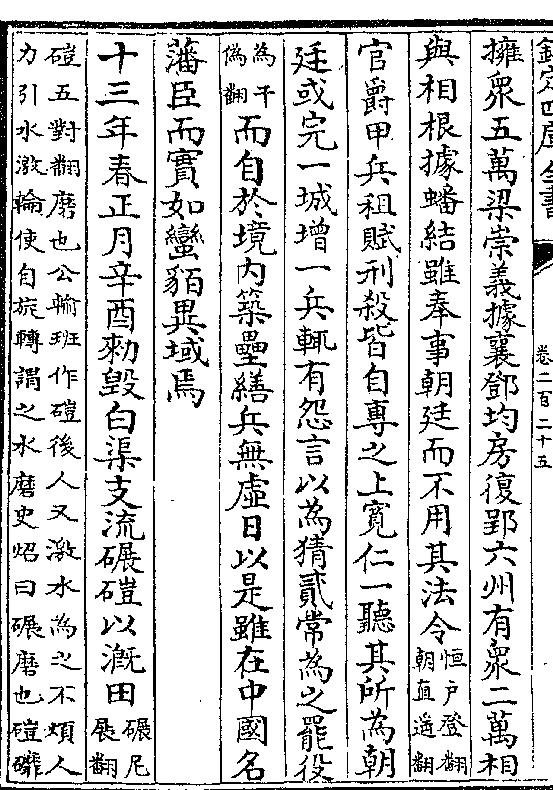 欽定四庫全書
卷二百二十五
擁衆五萬梁崇義據襄鄧均房復郢六州有衆二萬相
與相根據蟠結雖奉事朝廷而不用其法令恒户登翻朝直遥翻
官爵甲兵租賦刑殺皆自專之上寛仁一聽其所為朝
廷或完一城增一兵輒有怨言以為猜貳常為之罷役
為于偽翻而自於境内築壘繕兵無虚日以是雖在中國名
藩臣而實如蠻貊異域焉
十三年春正月辛酉勑毁白渠支流碾磑以溉田碾尼展翻
磑五對翻磨也公輸班作磑後人又激水為之不煩人
力引水激輪使自旋轉謂之水磨史炤曰碾磨也磑䃺